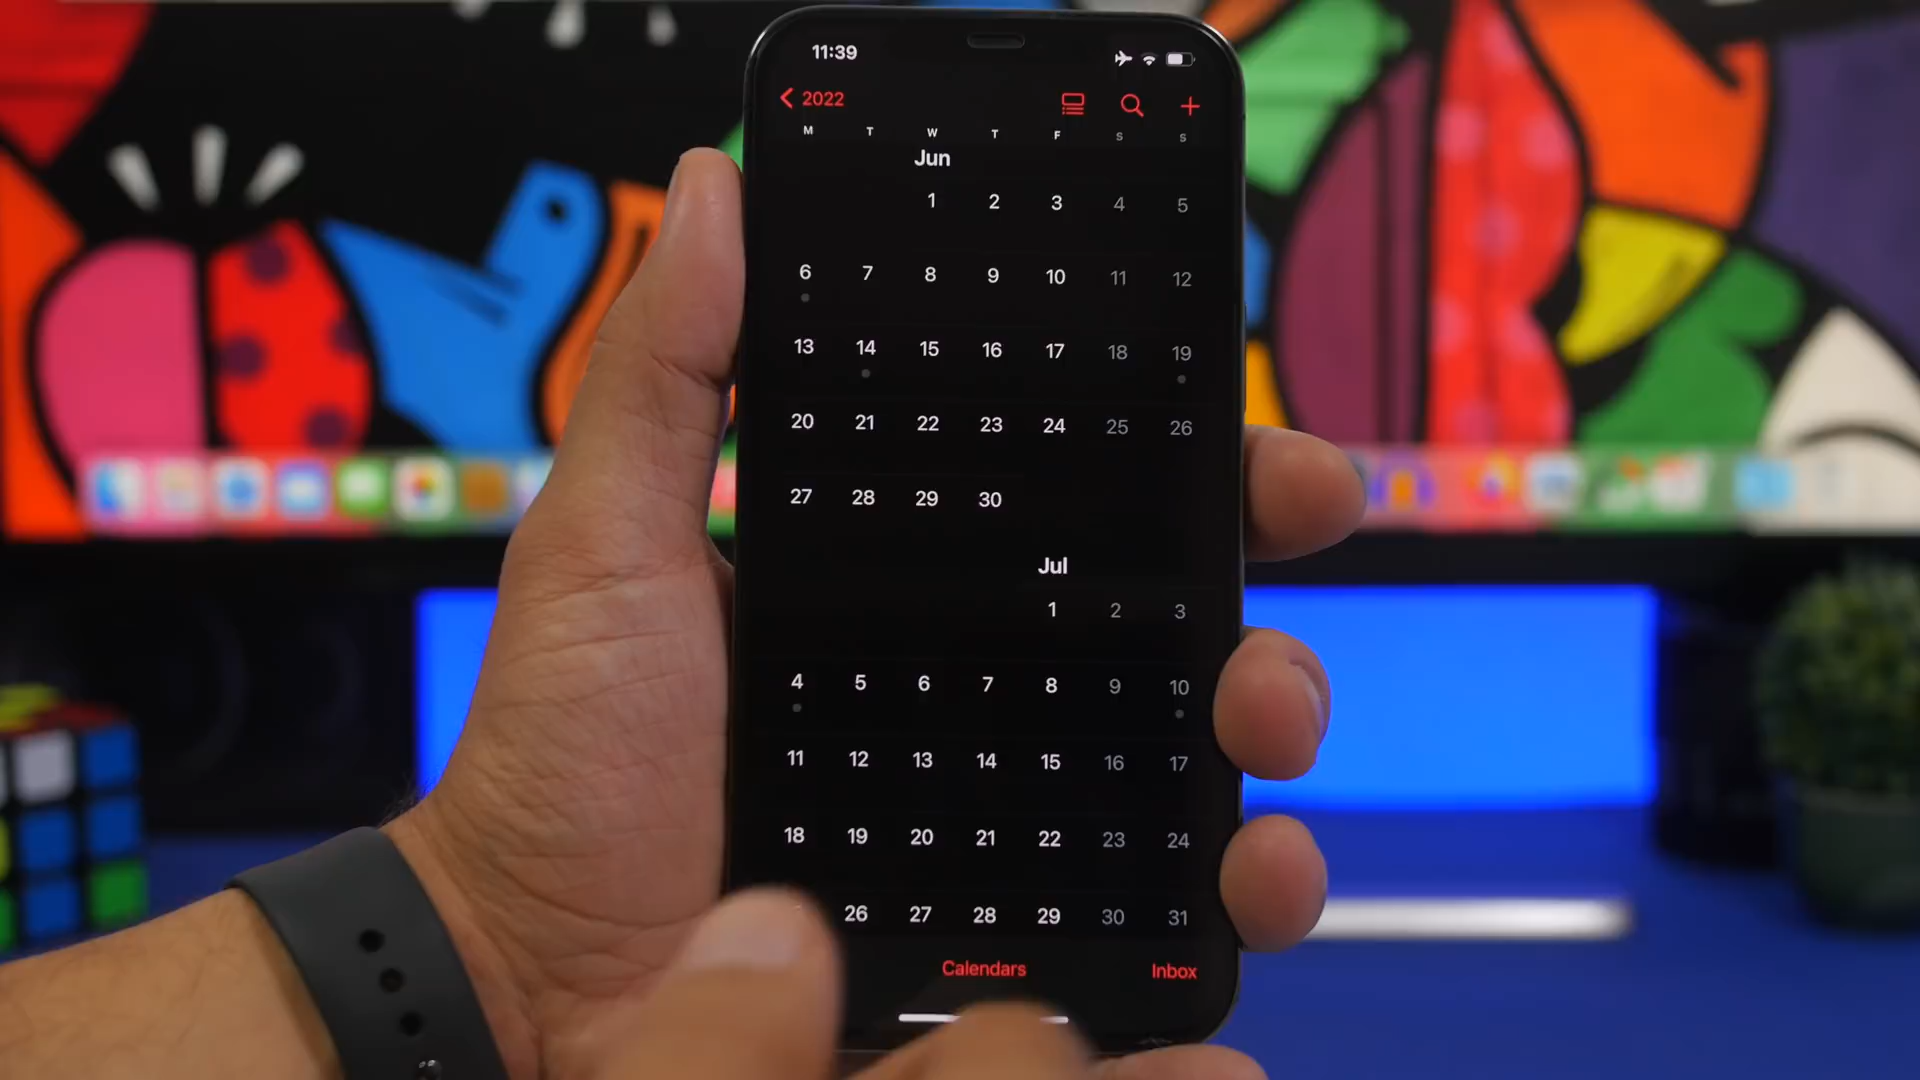 11:39
2022
M T W T F S S
Jun
1 2 3 4 5
6 7 8 9 10 11 12
13 14 15 16 17 18 19
20 21 22 23 24 25 26
27 28 29 30
Jul
1 2 3
4 5 6 7 8 9 10
11 12 13 14 15 16 17
18 19 20 21 22 23 24
26 27 28 29 30 31
Calendars Inbox